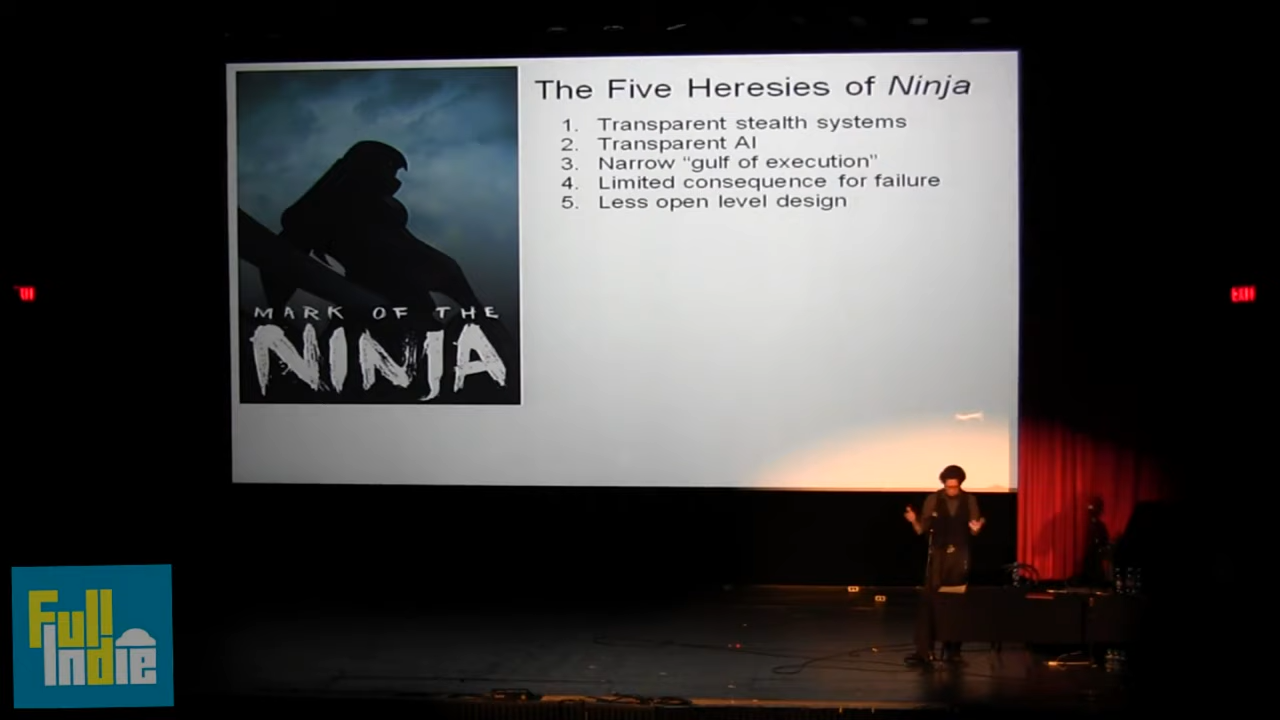 The Five Heresies of Ninja
1. Transparent stealth systems
2. Transparent AI
3. Narrow “gulf of execution”
4. Limited consequence for failure
5. Less open level design
MARK OF THE
NINJA
EXIT
Full
Indie